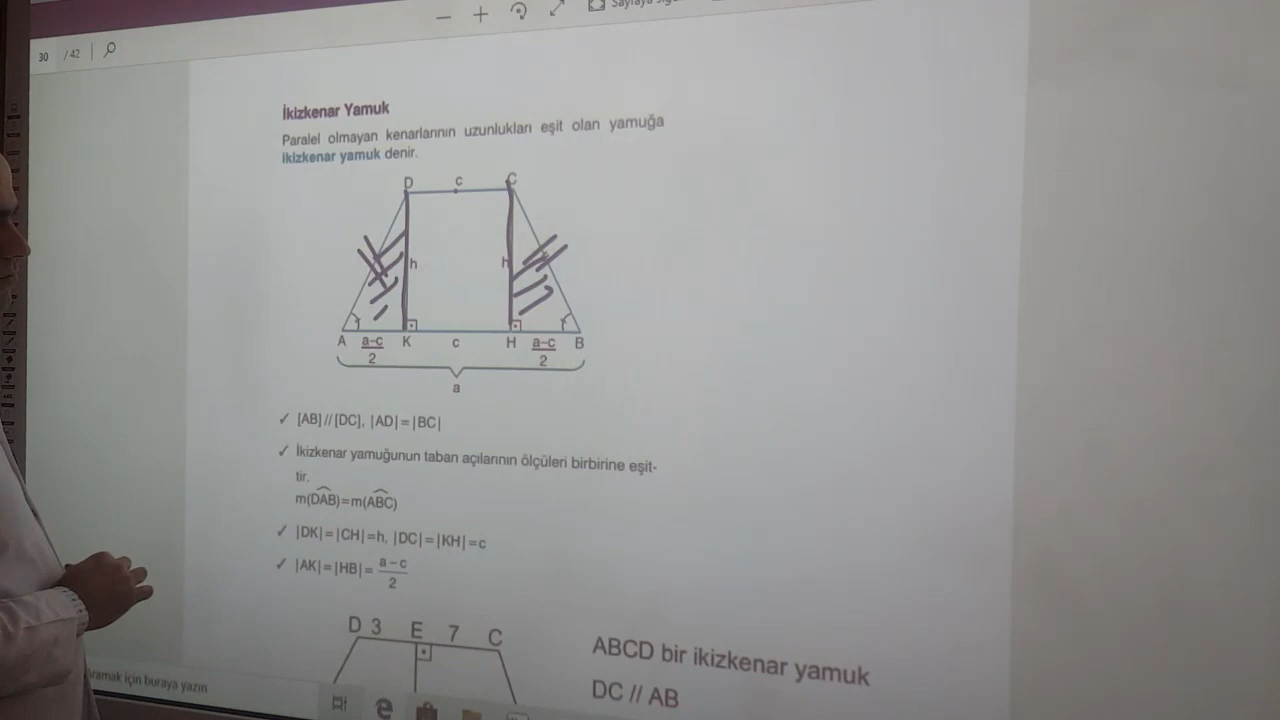 Sayfaya
30 / 42
İkizkenar Yamuk
Paralel olmayan kenarlarının uzunlukları eşit olan yamuğa
ikizkenar yamuk denir.
D c C
h h
A a-c/2 K c H a-c/2 B
a
✓ [AB]//[DC], |AD|=|BC|
✓ İkizkenar yamuğunun taban açılarının ölçüleri birbirine eşit-
tir.
m(DAB)=m(ABC)
✓ |DK|=|CH|=h, |DC|=|KH|=c
✓ |AK|=|HB|= a-c/2
D 3 E 7 C
ABCD bir ikizkenar yamuk
DC // AB
aramak için buraya yazın